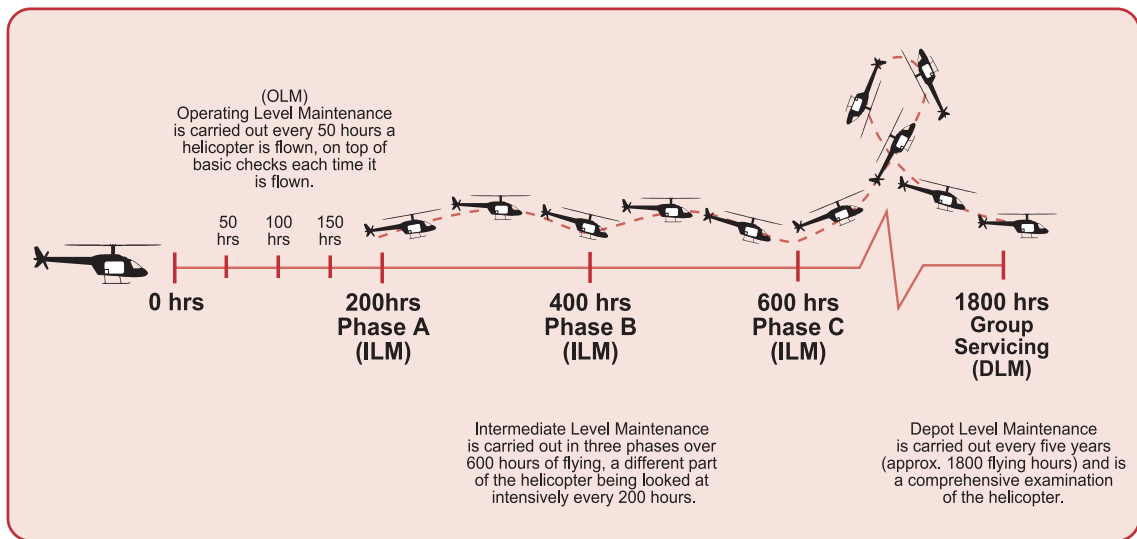 (OLM)
Operating Level Maintenance
is carried out every 50 hours a
helicopter is flown, on top of
basic checks each time it
is flown.
50
hrs
100
hrs
150
hrs
0 hrs
200hrs
Phase A
(ILM)
400 hrs
Phase B
(ILM)
600 hrs
Phase C
(ILM)
1800 hrs
Group
Servicing
(DLM)
Intermediate Level Maintenance
is carried out in three phases over
600 hours of flying, a different part
of the helicopter being looked at
intensively every 200 hours.
Depot Level Maintenance
is carried out every five years
(approx. 1800 flying hours) and is
a comprehensive examination
of the helicopter.